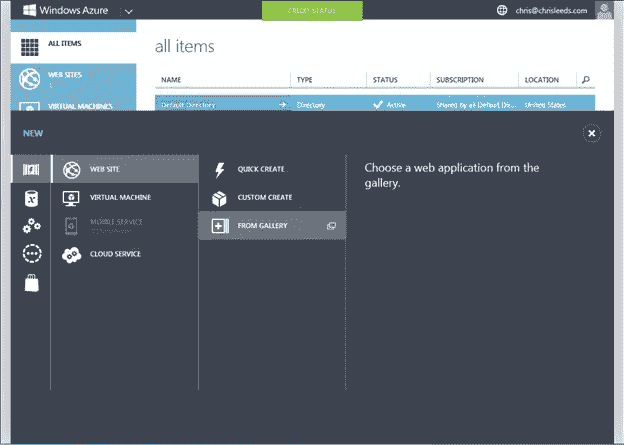 Windows Azure
CREDIT STATUS
chris@chrisleeds.com
ALL ITEMS
WEB SITES
VIRTUAL MACHINES
all items
NAME TYPE STATUS SUBSCRIPTION LOCATION
Default Directory Directory Active Shared by all Default De... United States
NEW
WEB SITE
VIRTUAL MACHINE
MOBILE SERVICE
CLOUD SERVICE
QUICK CREATE
CUSTOM CREATE
FROM GALLERY
Choose a web application from the
gallery.